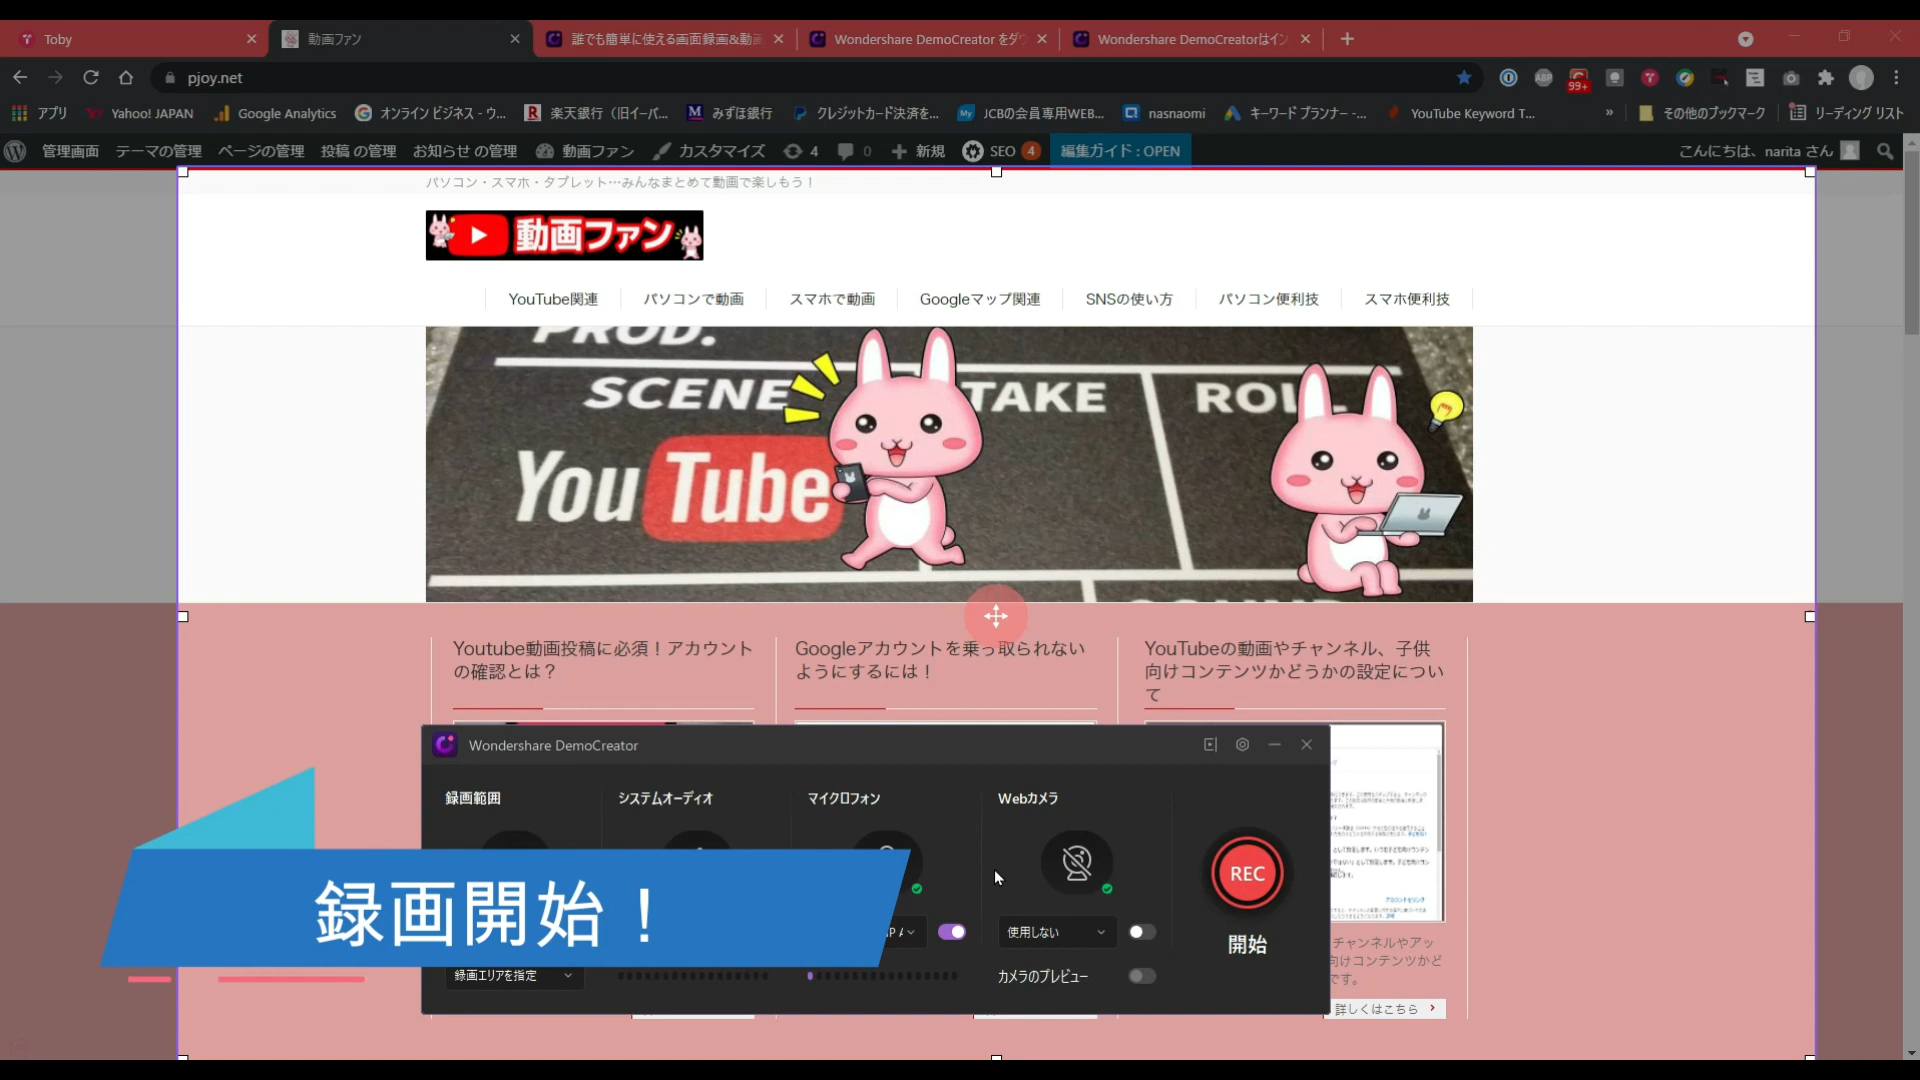 Toby
動画ファン
誰でも簡単に使える画面録画&動画
Wondershare DemoCreator をダウ
Wondershare DemoCreatorはイン
pjoy.net
ABP
99+
アプリ
Yahoo! JAPAN
Google Analytics
オンライン ビジネス - ウ...
楽天銀行（旧イーバ...
みずほ銀行
クレジットカード決済を...
JCBの会員専用WEB...
nasnaomi
キーワード プランナー -...
YouTube Keyword T...
»
その他のブックマーク
リーディング リスト
管理画面
テーマの管理
ページの管理
投稿 の管理
お知らせ の管理
動画ファン
カスタマイズ
4
0
新規
SEO 4
編集ガイド : OPEN
こんにちは、narita さん
パソコン・スマホ・タブレット…みんなまとめて動画で楽しもう！
動画ファン
YouTube関連
パソコンで動画
スマホで動画
Googleマップ関連
SNSの使い方
パソコン便利技
スマホ便利技
PROD.
SCENE
TAKE
ROLL
YouTube
Youtube動画投稿に必須！アカウント
の確認とは？
Googleアカウントを乗っ取られない
ようにするには！
YouTubeの動画やチャンネル、子供
向けコンテンツかどうかの設定につい
て
Wondershare DemoCreator
録画範囲
システムオーディオ
マイクロフォン
Webカメラ
REC
開始
録画開始！
使用しない
録画エリアを指定
カメラのプレビュー
アカウントをリンク
チャンネルやアッ
向けコンテンツかど
です。
詳しくはこちら